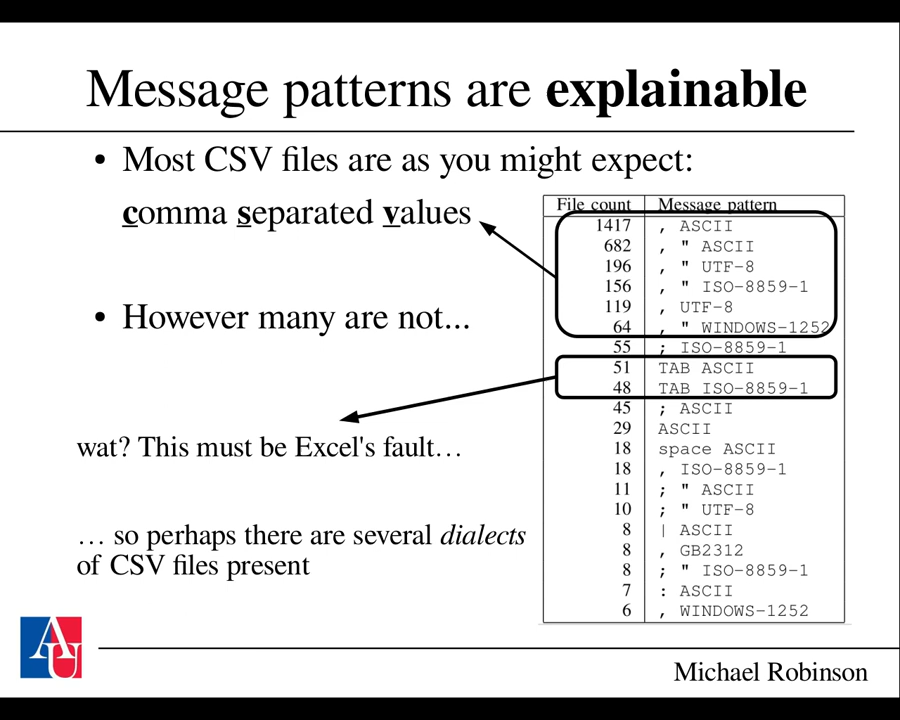 Message patterns are explainable
• Most CSV files are as you might expect:
comma separated values
• However many are not...
wat? This must be Excel's fault…
… so perhaps there are several dialects
of CSV files present
File count Message pattern
1417 , ASCII
682 , " ASCII
196 , " UTF-8
156 , " ISO-8859-1
119 , UTF-8
64 , " WINDOWS-1252
55 ; ISO-8859-1
51 TAB ASCII
48 TAB ISO-8859-1
45 ; ASCII
29 ASCII
18 space ASCII
18 , ISO-8859-1
11 ; " ASCII
10 ; " UTF-8
8 | ASCII
8 , GB2312
8 ; " ISO-8859-1
7 : ASCII
6 , WINDOWS-1252
AU
Michael Robinson